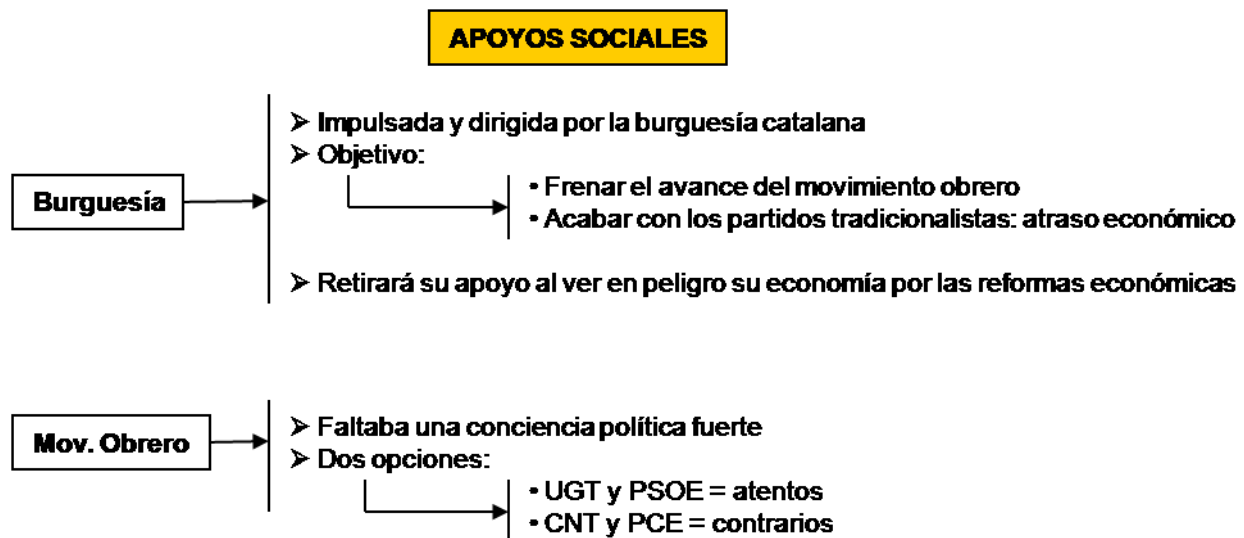 APOYOS SOCIALES
Burguesía
➢ Impulsada y dirigida por la burguesía catalana
➢ Objetivo:
• Frenar el avance del movimiento obrero
• Acabar con los partidos tradicionalistas: atraso económico
➢ Retirará su apoyo al ver en peligro su economía por las reformas económicas
Mov. Obrero
➢ Faltaba una conciencia política fuerte
➢ Dos opciones:
• UGT y PSOE = atentos
• CNT y PCE = contrarios